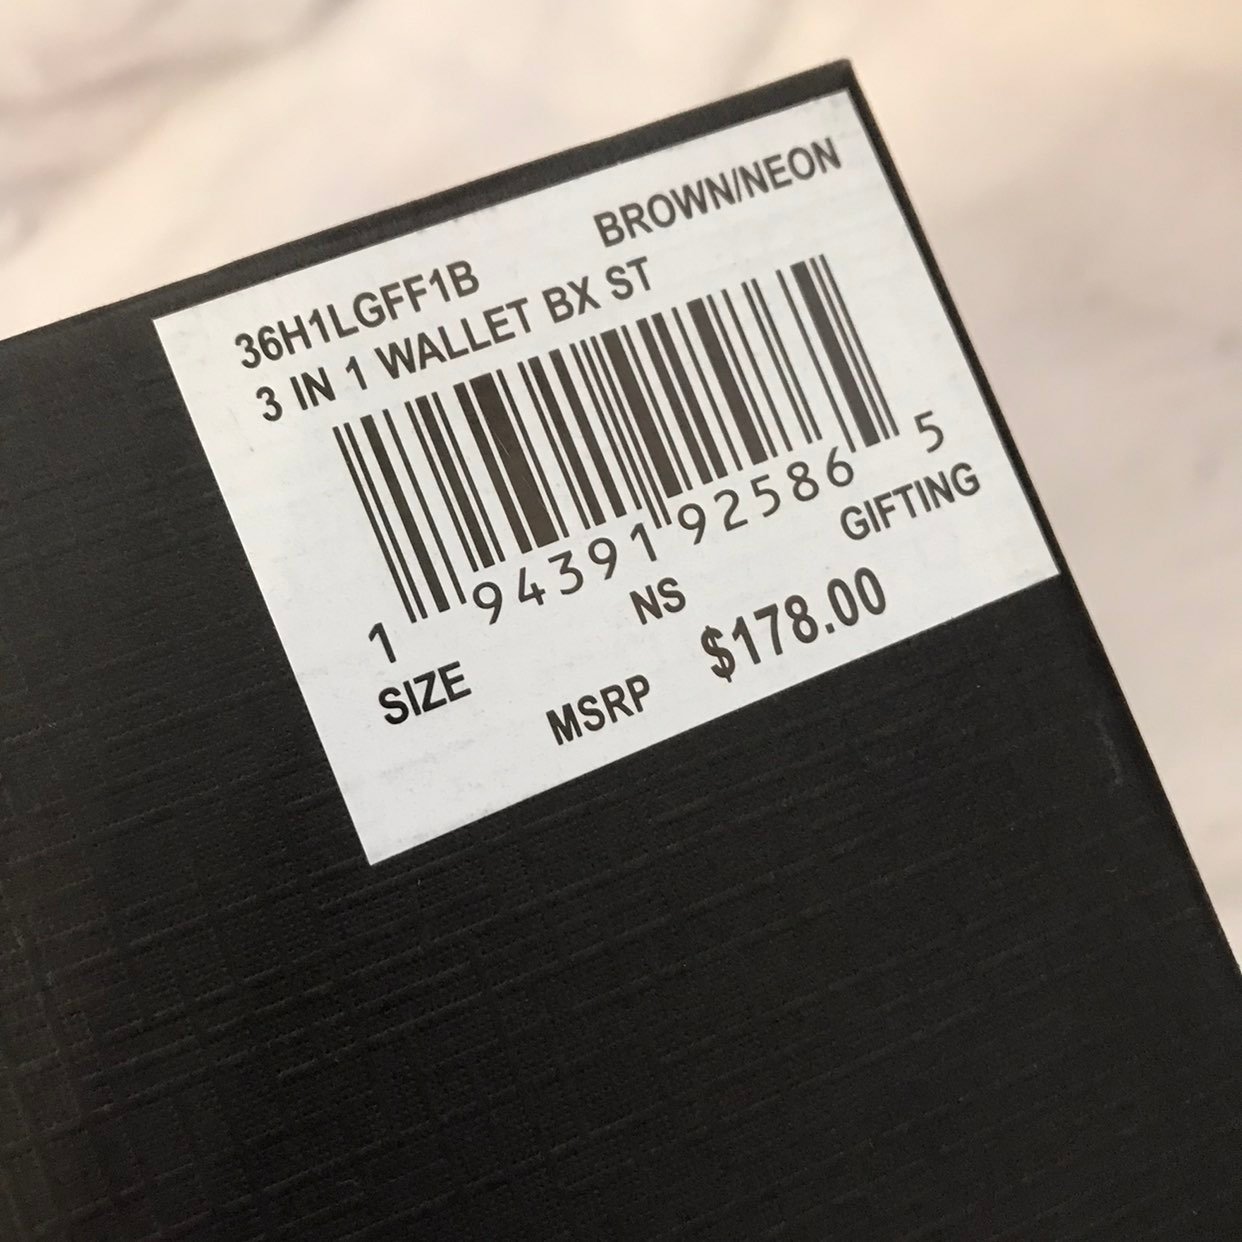 36H1LGFF1B BROWN/NEON
3 IN 1 WALLET BX ST
1 94391 92586 5
SIZE NS GIFTING
MSRP $178.00